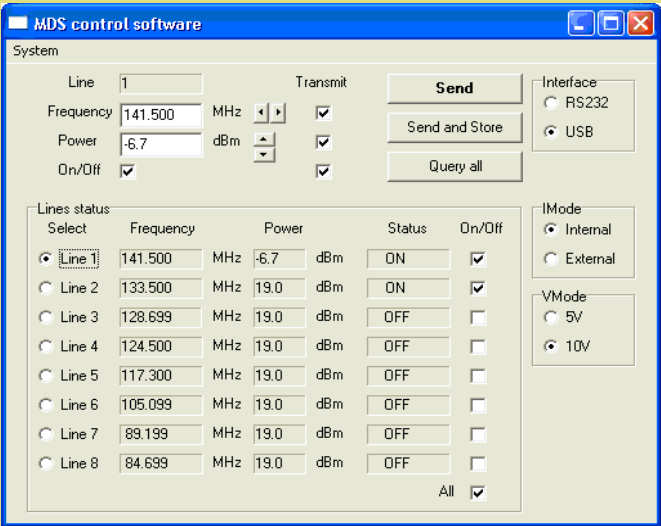 MDS control software
System
Line 1 Transmit Send Interface
Frequency 141.500 MHz RS232
Power -6.7 dBm Send and Store USB
On/Off Query all
Lines status IMode
Select Frequency Power Status On/Off Internal
Line 1 141.500 MHz -6.7 dBm ON External
Line 2 133.500 MHz 19.0 dBm ON VMode
Line 3 128.699 MHz 19.0 dBm OFF 5V
Line 4 124.500 MHz 19.0 dBm OFF 10V
Line 5 117.300 MHz 19.0 dBm OFF
Line 6 105.099 MHz 19.0 dBm OFF
Line 7 89.199 MHz 19.0 dBm OFF
Line 8 84.699 MHz 19.0 dBm OFF
All